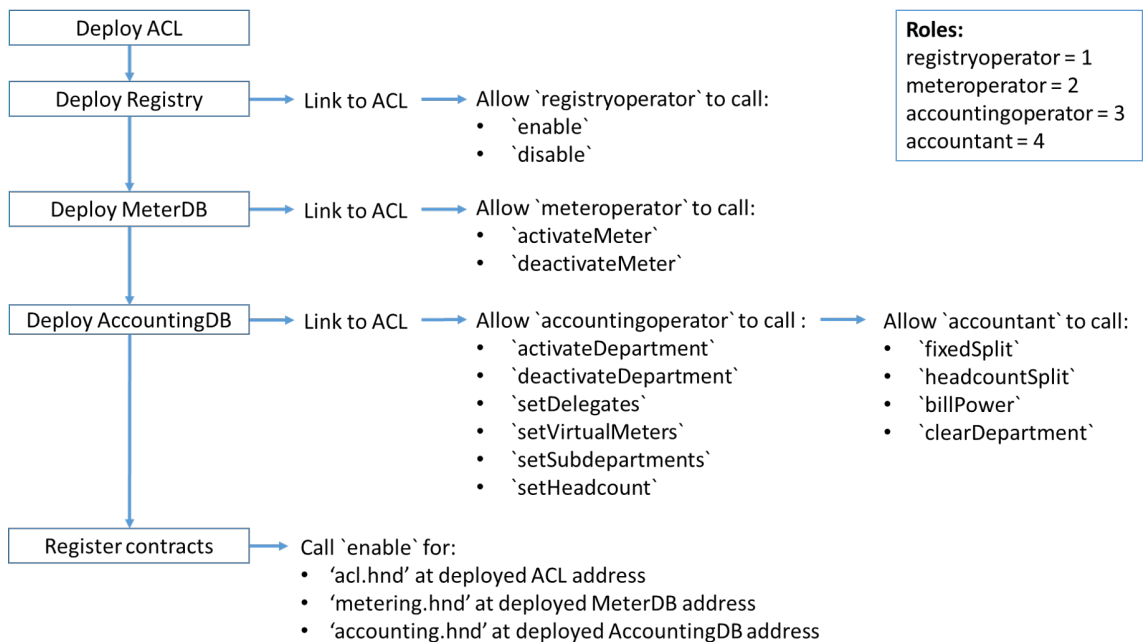 Deploy ACL
Roles:
registryoperator = 1
meteroperator = 2
accountingoperator = 3
accountant = 4
Deploy Registry
Link to ACL
Allow `registryoperator` to call:
• `enable`
• `disable`
Deploy MeterDB
Link to ACL
Allow `meteroperator` to call:
• `activateMeter`
• `deactivateMeter`
Deploy AccountingDB
Link to ACL
Allow `accountingoperator` to call :
• `activateDepartment`
• `deactivateDepartment`
• `setDelegates`
• `setVirtualMeters`
• `setSubdepartments`
• `setHeadcount`
Allow `accountant` to call:
• `fixedSplit`
• `headcountSplit`
• `billPower`
• `clearDepartment`
Register contracts
Call `enable` for:
• ‘acl.hnd’ at deployed ACL address
• ‘metering.hnd’ at deployed MeterDB address
• ‘accounting.hnd’ at deployed AccountingDB address